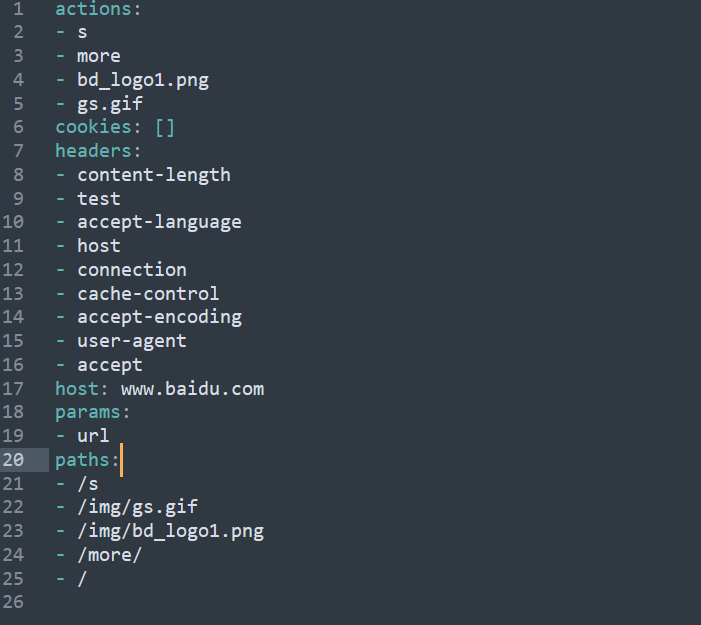 1 actions:
2 - s
3 - more
4 - bd_logo1.png
5 - gs.gif
6 cookies: []
7 headers:
8 - content-length
9 - test
10 - accept-language
11 - host
12 - connection
13 - cache-control
14 - accept-encoding
15 - user-agent
16 - accept
17 host: www.baidu.com
18 params:
19 - url
20 paths:
21 - /s
22 - /img/gs.gif
23 - /img/bd_logo1.png
24 - /more/
25 - /
26